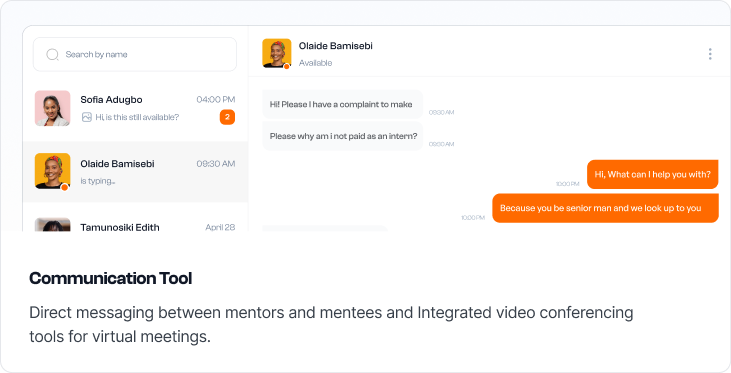 Search by name
Sofia Adugbo
04:00 PM
Hi, is this still available?
2
Olaide Bamisebi
09:30 AM
is typing...
Tamunosiki Edith
April 28
Olaide Bamisebi
Available
Hi! Please I have a complaint to make
09:30 AM
Please why am i not paid as an intern?
09:30 AM
Hi, What can I help you with?
10:00 PM
Because you be senior man and we look up to you
10:00 PM
Communication Tool
Direct messaging between mentors and mentees and Integrated video conferencing
tools for virtual meetings.